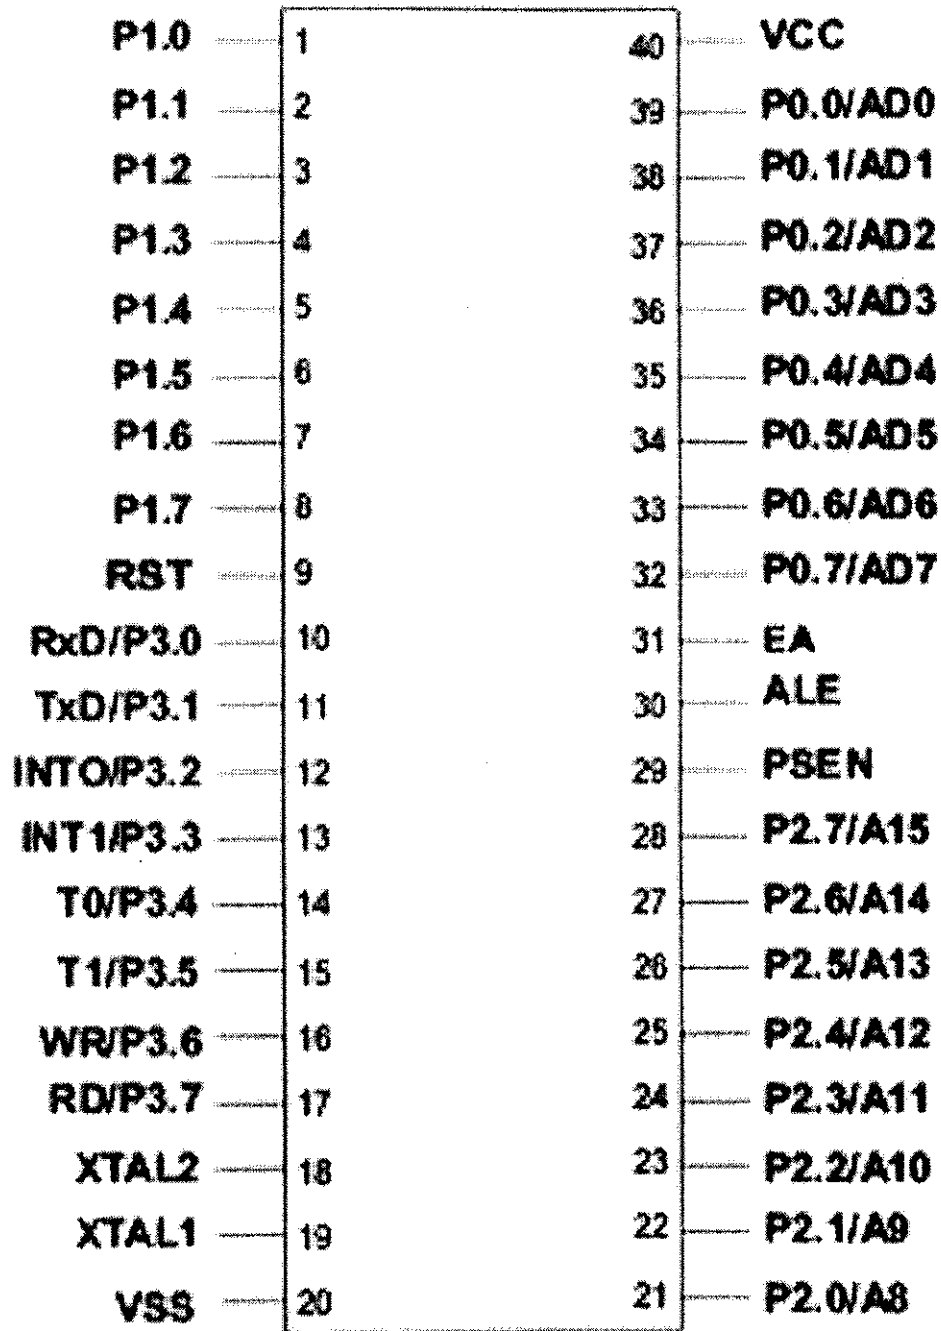 P1.0 1 40 VCC
P1.1 2 39 P0.0/AD0
P1.2 3 38 P0.1/AD1
P1.3 4 37 P0.2/AD2
P1.4 5 36 P0.3/AD3
P1.5 6 35 P0.4/AD4
P1.6 7 34 P0.5/AD5
P1.7 8 33 P0.6/AD6
RST 9 32 P0.7/AD7
RxD/P3.0 10 31 EA
TxD/P3.1 11 30 ALE
INTO/P3.2 12 29 PSEN
INT1/P3.3 13 28 P2.7/A15
T0/P3.4 14 27 P2.6/A14
T1/P3.5 15 26 P2.5/A13
WR/P3.6 16 25 P2.4/A12
RD/P3.7 17 24 P2.3/A11
XTAL2 18 23 P2.2/A10
XTAL1 19 22 P2.1/A9
VSS 20 21 P2.0/A8